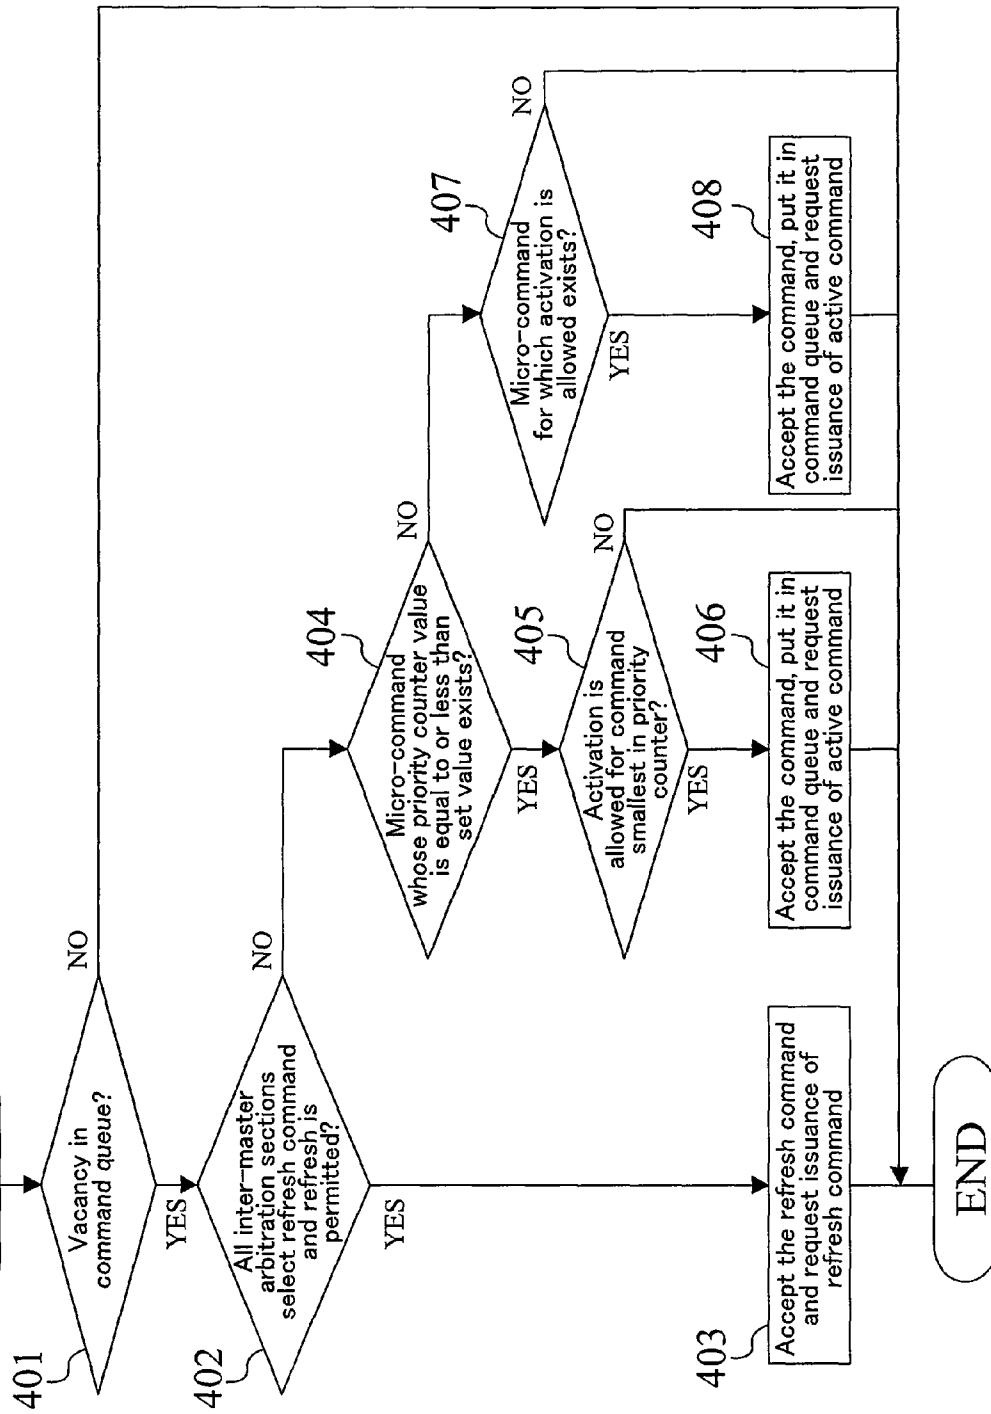 401
Vacancy in
command queue?
NO
YES
402
All inter-master
arbitration sections
select refresh command
and refresh is
permitted?
NO
YES
403
Accept the refresh command
and request issuance of
refresh command
404
Micro-command
whose priority counter value
is equal to or less than
set value exists?
NO
YES
405
Activation is
allowed for command
smallest in priority
counter?
NO
YES
406
Accept the command, put it in
command queue and request
issuance of active command
407
Micro-command
for which activation is
allowed exists?
NO
YES
408
Accept the command, put it in
command queue and request
issuance of active command
END